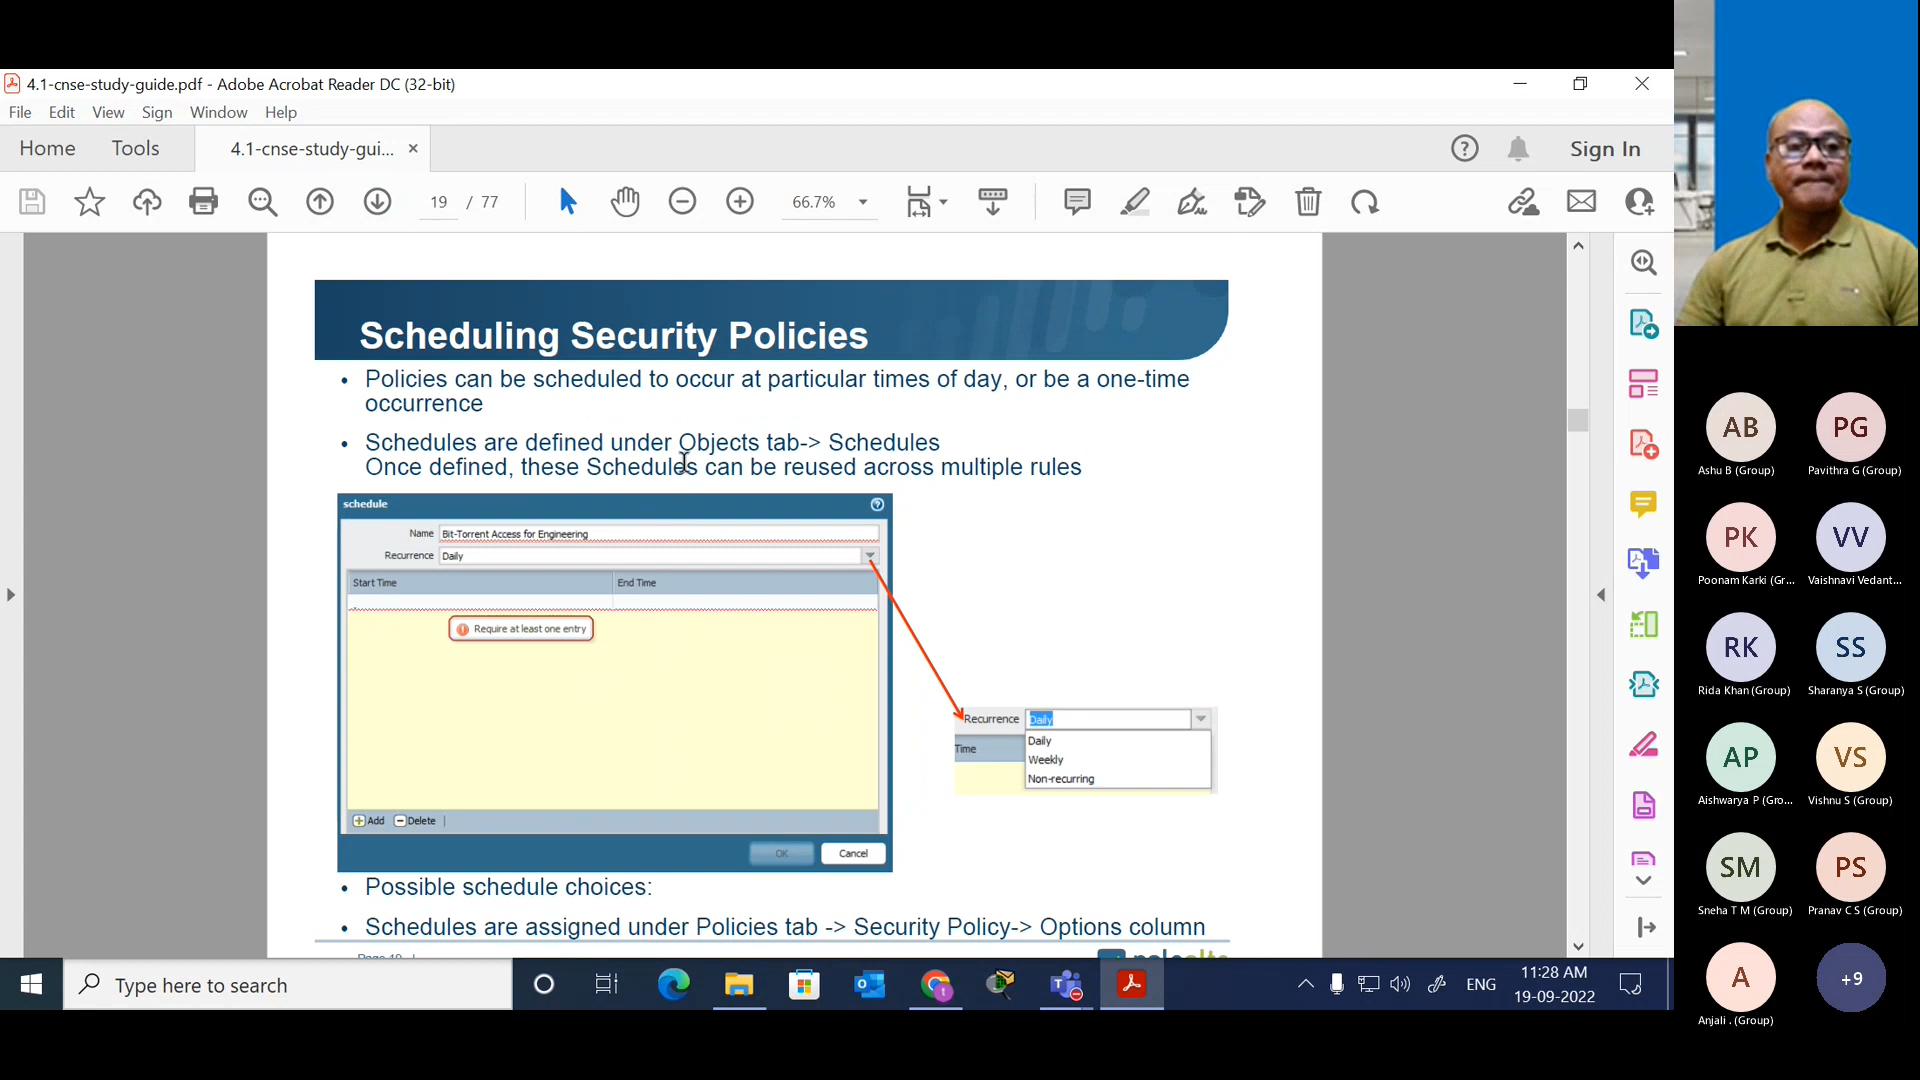 4.1-cnse-study-guide.pdf - Adobe Acrobat Reader DC (32-bit)
File Edit View Sign Window Help
Home Tools 4.1-cnse-study-gui... × Sign In
19 / 77 66.7%
Scheduling Security Policies
• Policies can be scheduled to occur at particular times of day, or be a one-time
occurrence
• Schedules are defined under Objects tab-> Schedules
Once defined, these Schedules can be reused across multiple rules
schedule
Name Bit-Torrent Access for Engineering
Recurrence Daily
Start Time End Time
Require at least one entry
Add Delete
OK Cancel
Recurrence Daily
Time
Daily
Weekly
Non-recurring
• Possible schedule choices:
• Schedules are assigned under Policies tab -> Security Policy-> Options column
Type here to search
ENG
11:28 AM
19-09-2022
AB PG
Ashu B (Group) Pavithra G (Group)
PK VV
Poonam Karki (Gr... Vaishnavi Vedant...
RK SS
Rida Khan (Group) Sharanya S (Group)
AP VS
Aishwarya P (Gro... Vishnu S (Group)
SM PS
Sneha T M (Group) Pranav C S (Group)
A +9
Anjali . (Group)